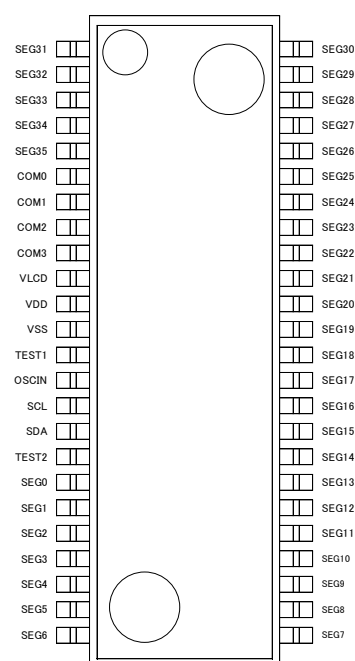 SEG31 SEG30
SEG32 SEG29
SEG33 SEG28
SEG34 SEG27
SEG35 SEG26
COM0 SEG25
COM1 SEG24
COM2 SEG23
COM3 SEG22
VLCD SEG21
VDD SEG20
VSS SEG19
TEST1 SEG18
OSCIN SEG17
SCL SEG16
SDA SEG15
TEST2 SEG14
SEG0 SEG13
SEG1 SEG12
SEG2 SEG11
SEG3 SEG10
SEG4 SEG9
SEG5 SEG8
SEG6 SEG7